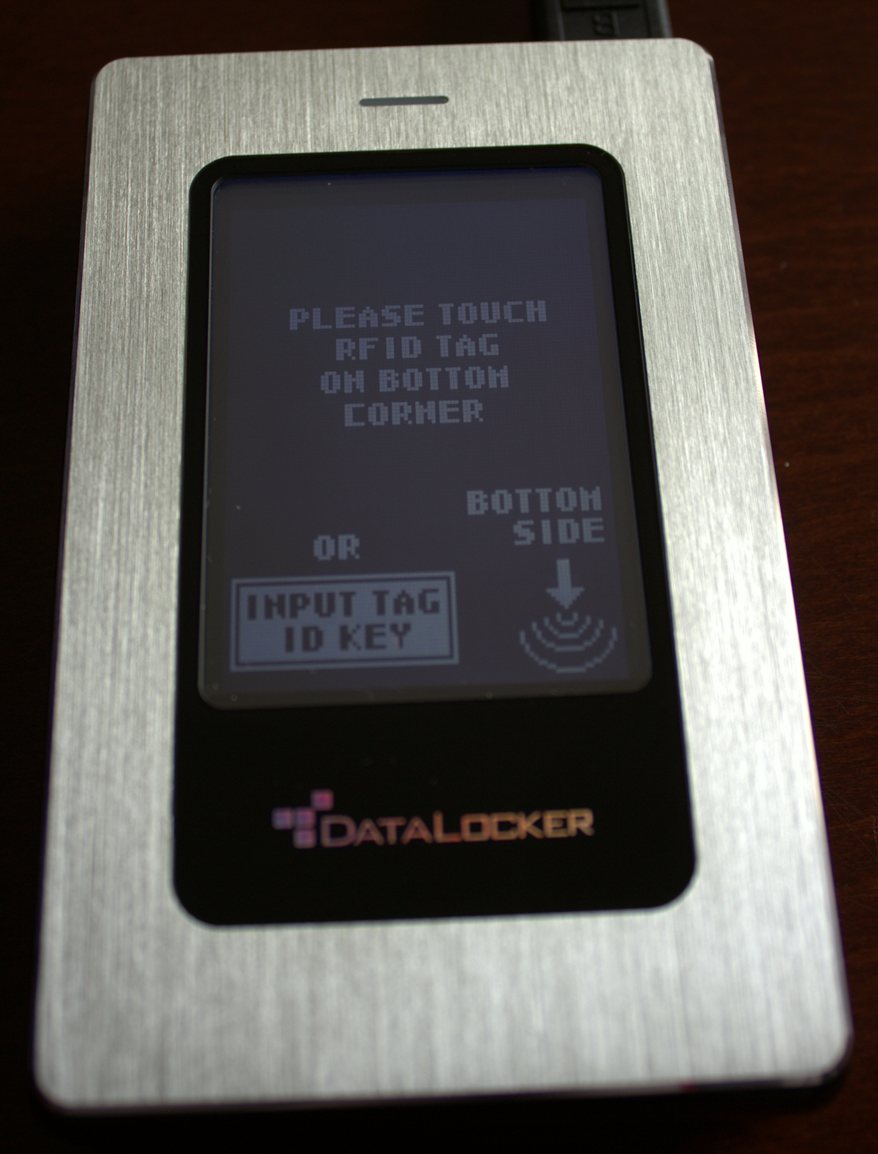 PLEASE TOUCH
RFID TAG
ON BOTTOM
CORNER
BOTTOM
SIDE
OR
INPUT TAG
ID KEY
DATALOCKER